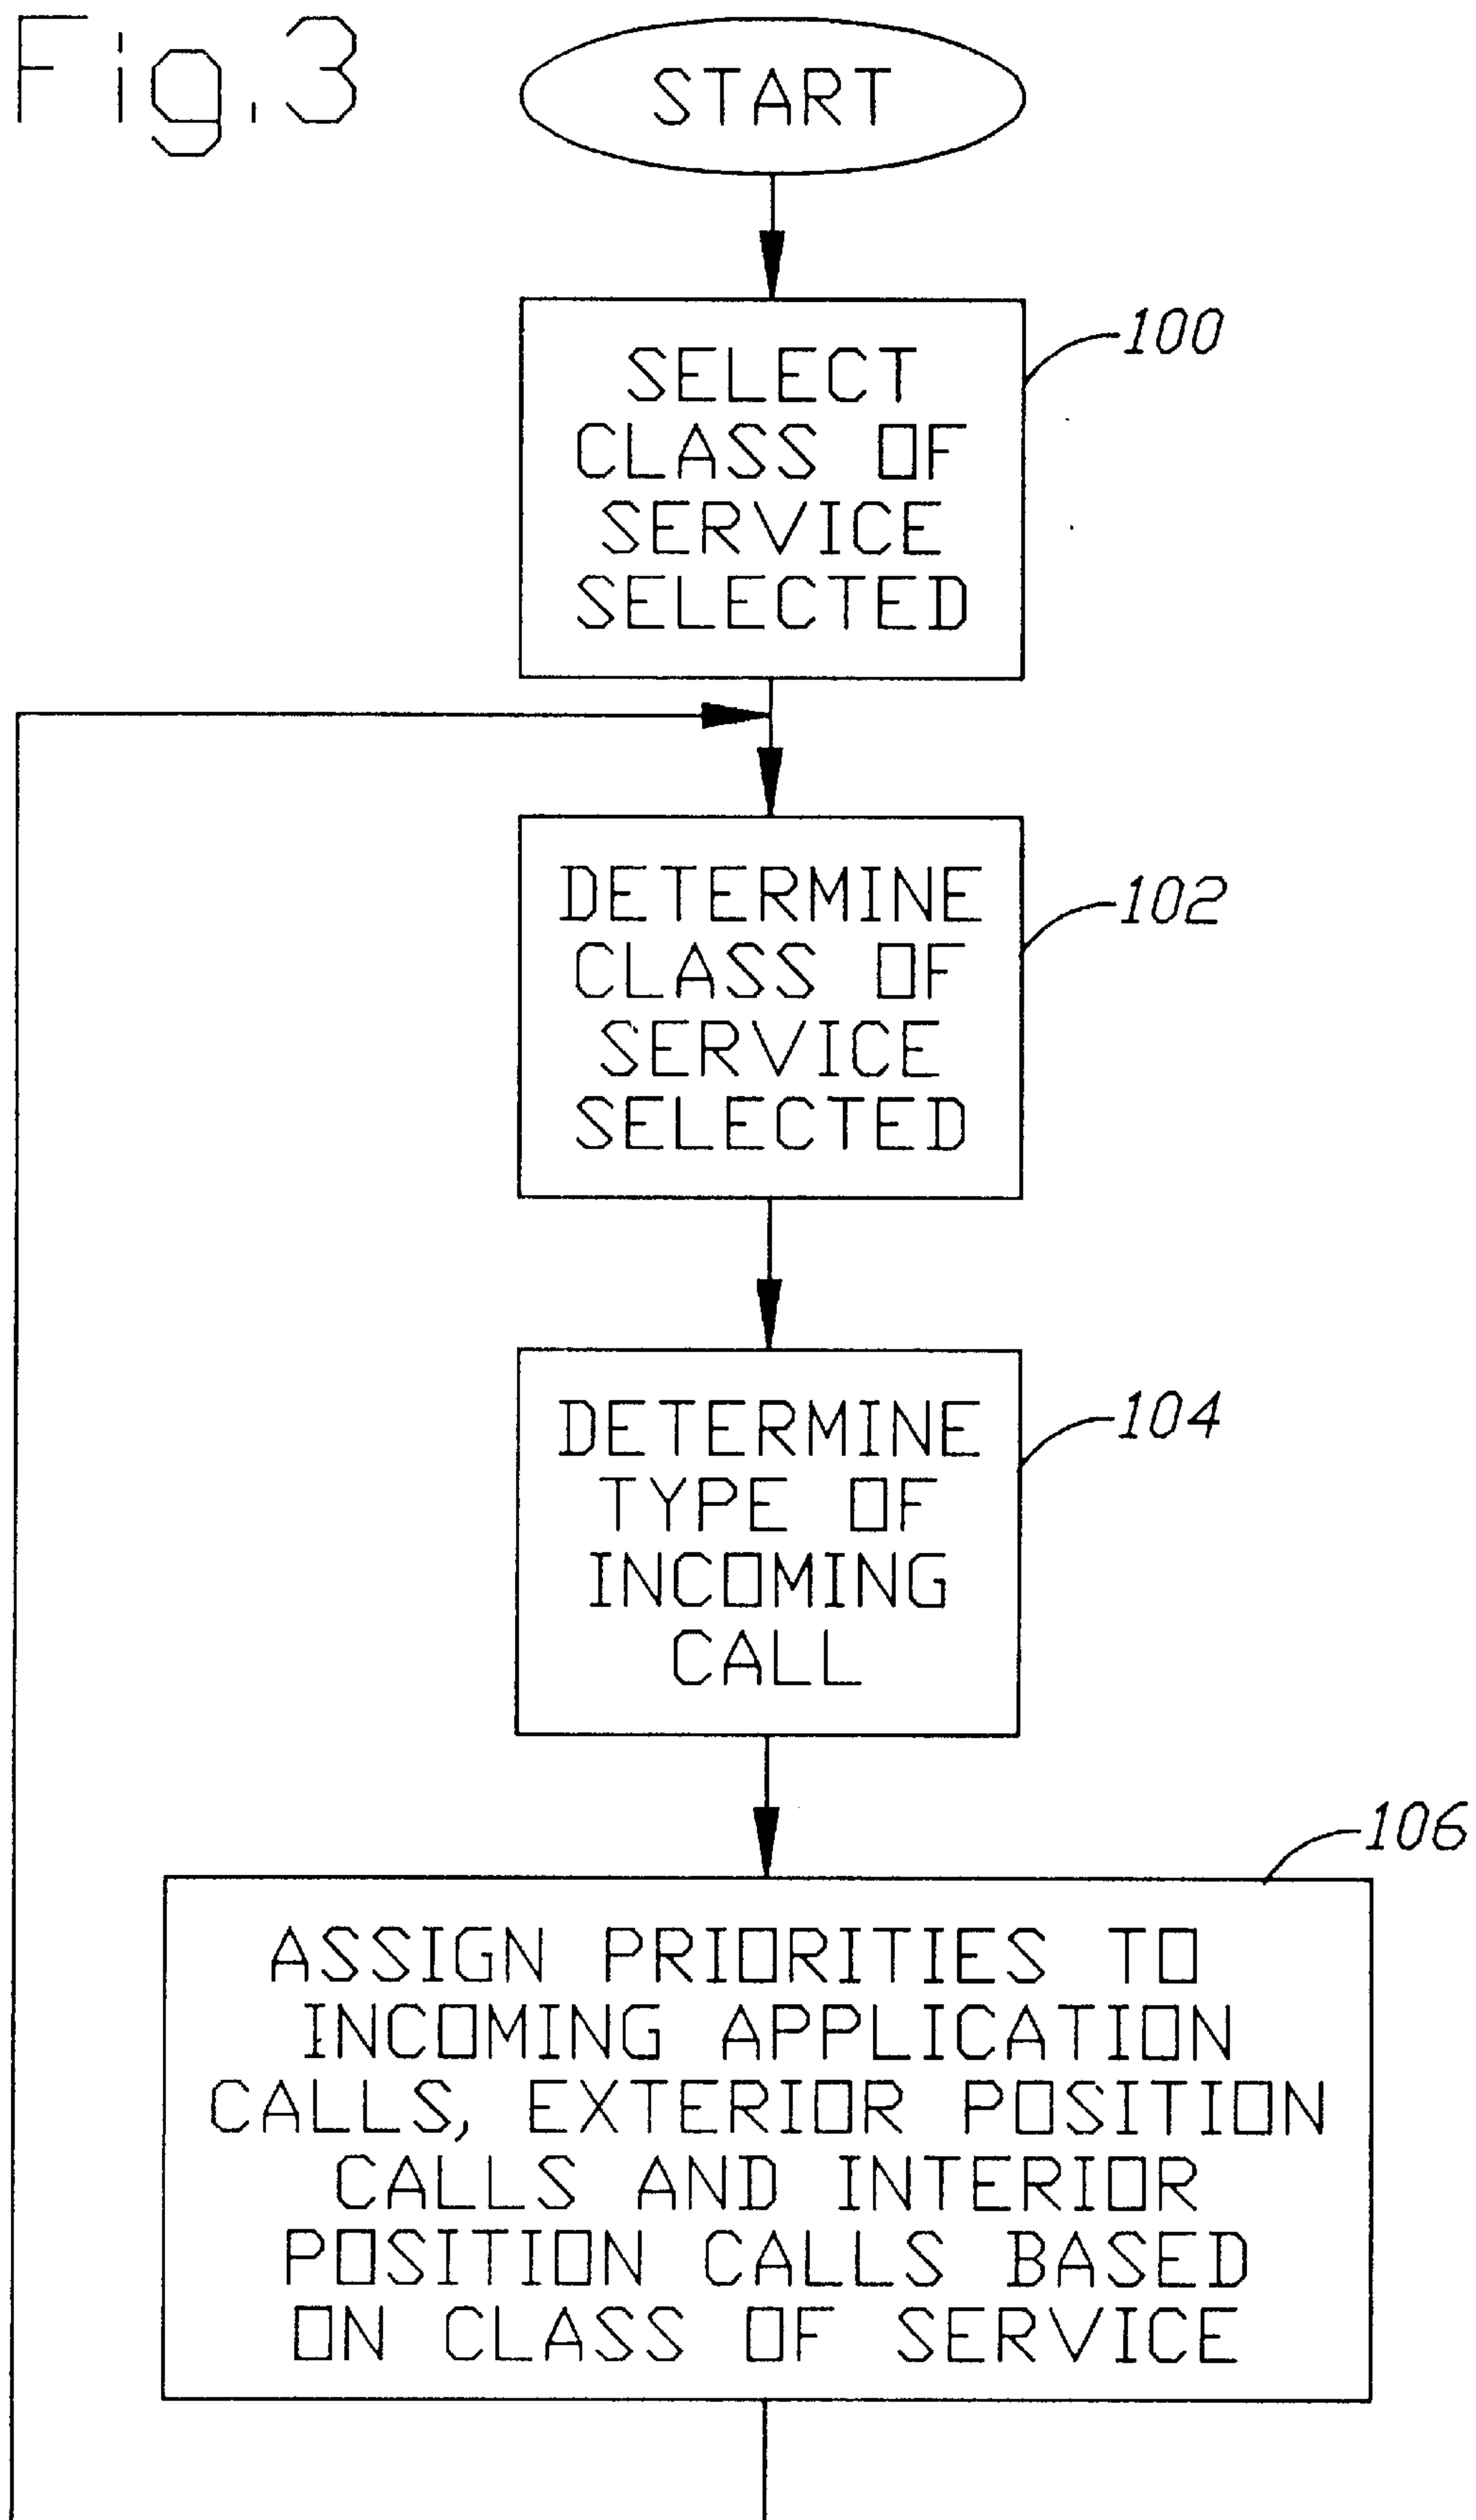 Fig.3
START
SELECT
CLASS OF
SERVICE
SELECTED
100
DETERMINE
CLASS OF
SERVICE
SELECTED
102
DETERMINE
TYPE OF
INCOMING
CALL
104
106
ASSIGN PRIORITIES TO
INCOMING APPLICATION
CALLS, EXTERIOR POSITION
CALLS AND INTERIOR
POSITION CALLS BASED
ON CLASS OF SERVICE